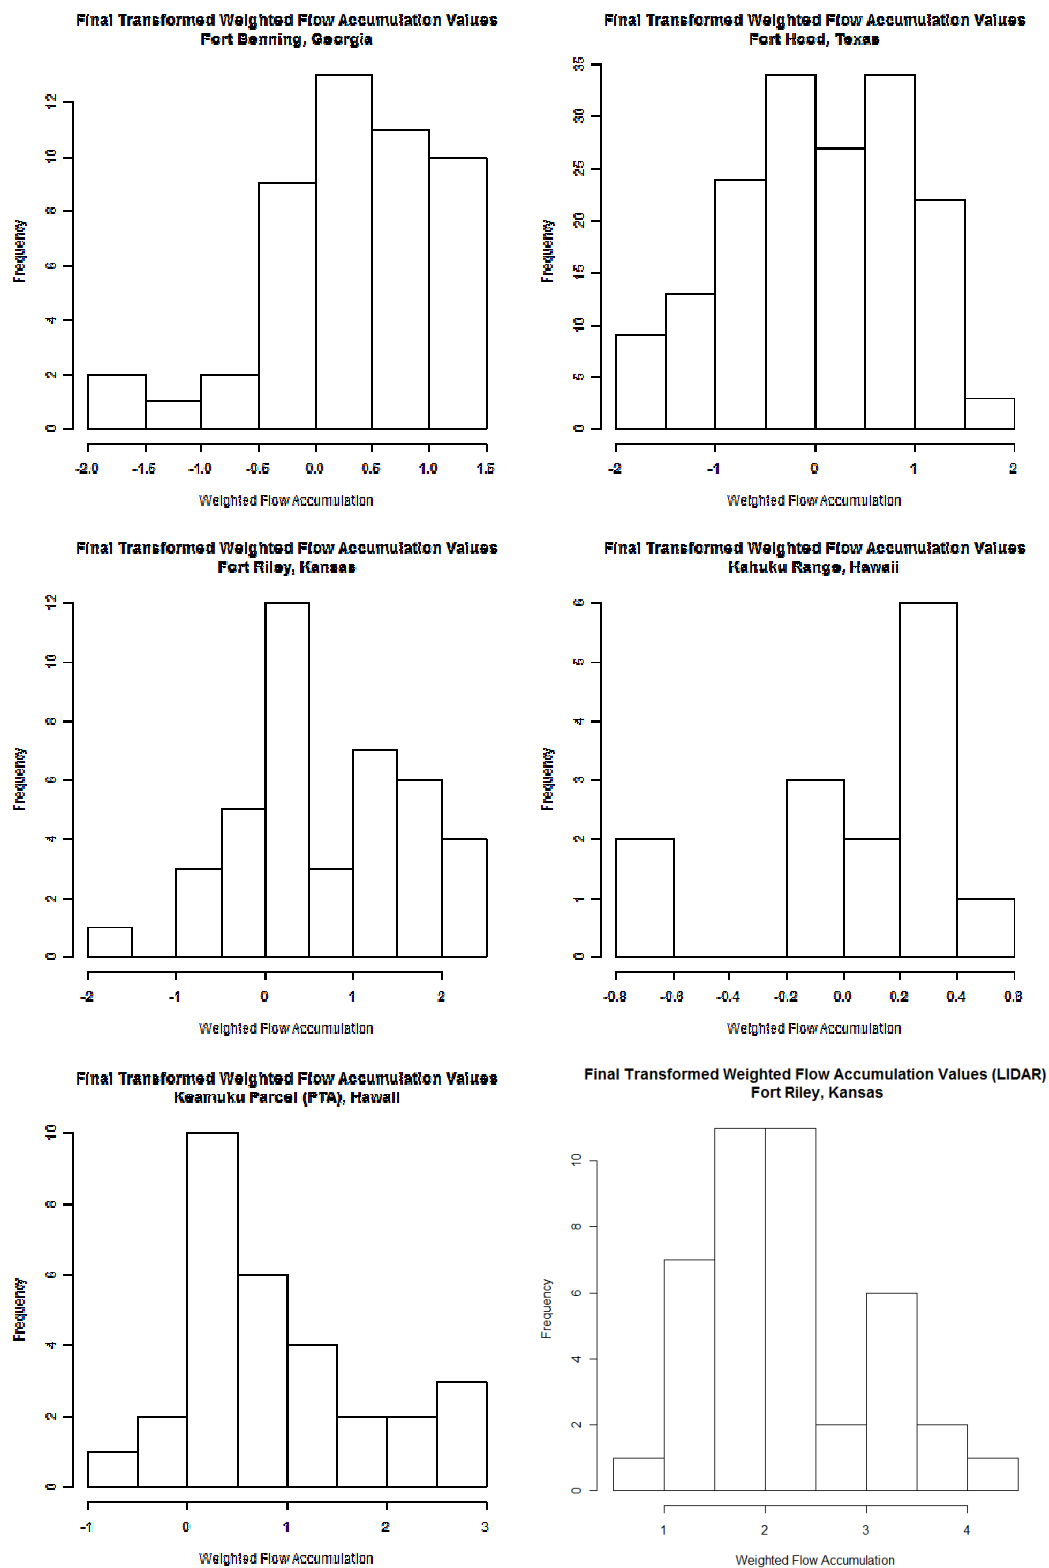 Final Transformed Weighted Flow Accumulation Values
Fort Benning, Georgia
Frequency
0
2
4
6
8
10
12
-2.0 -1.5 -1.0 -0.5 0.0 0.5 1.0 1.5
Weighted Flow Accumulation
Final Transformed Weighted Flow Accumulation Values
Fort Hood, Texas
Frequency
0
5
10
15
20
25
30
35
-2 -1 0 1 2
Weighted Flow Accumulation
Final Transformed Weighted Flow Accumulation Values
Fort Riley, Kansas
Frequency
0
2
4
6
8
10
12
-2 -1 0 1 2
Weighted Flow Accumulation
Final Transformed Weighted Flow Accumulation Values
Kahuku Range, Hawaii
Frequency
0
1
2
3
4
5
6
-0.8 -0.6 -0.4 -0.2 0.0 0.2 0.4 0.6
Weighted Flow Accumulation
Final Transformed Weighted Flow Accumulation Values
Keamuku Parcel (PTA), Hawaii
Frequency
0
2
4
6
8
10
-1 0 1 2 3
Weighted Flow Accumulation
Final Transformed Weighted Flow Accumulation Values (LIDAR)
Fort Riley, Kansas
Frequency
0
2
4
6
8
10
1 2 3 4
Weighted Flow Accumulation